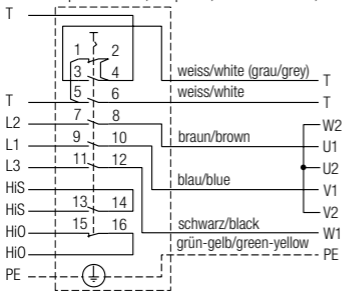 T
1 2
3 4
weiss/white (grau/grey)
T
T
5 6
weiss/white
T
L2
7 8
W2
braun/brown
U1
L1
9 10
U2
L3
11 12
blau/blue
V1
HiS
HiS
13 14
V2
schwarz/black
W1
HiO
15 16
grün-gelb/green-yellow
HiO
PE
PE